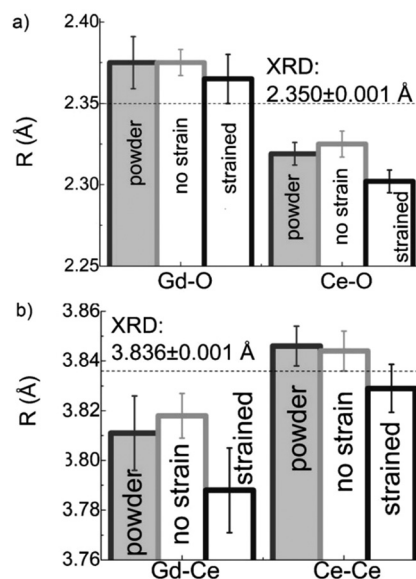 a)
2.40
2.35
2.30
2.25
R (Å)
XRD:
2.350±0.001 Å
powder
no strain
strained
powder
no strain
strained
Gd-O
Ce-O
b)
3.86
3.84
3.82
3.80
3.78
3.76
R (Å)
XRD:
3.836±0.001 Å
powder
no strain
strained
powder
no strain
strained
Gd-Ce
Ce-Ce